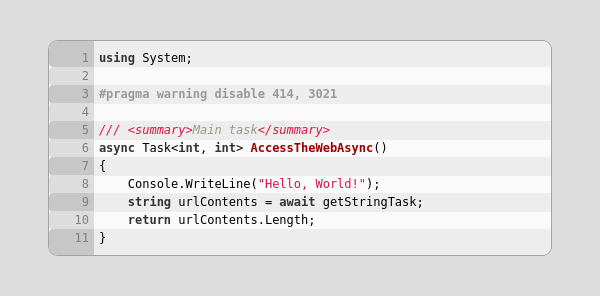 1 using System;
2
3 #pragma warning disable 414, 3021
4
5 /// <summary>Main task</summary>
6 async Task<int, int> AccessTheWebAsync()
7 {
8     Console.WriteLine("Hello, World!");
9     string urlContents = await getStringTask;
10     return urlContents.Length;
11 }